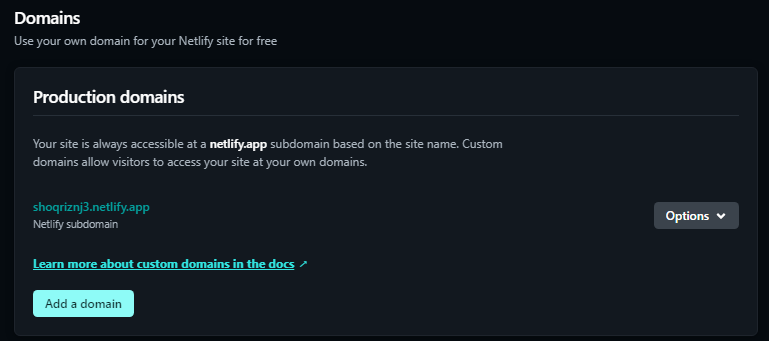 Domains
Use your own domain for your Netlify site for free
Production domains
Your site is always accessible at a netlify.app subdomain based on the site name. Custom
domains allow visitors to access your site at your own domains.
shoqriznj3.netlify.app
Netlify subdomain
Options
Learn more about custom domains in the docs ↗
Add a domain